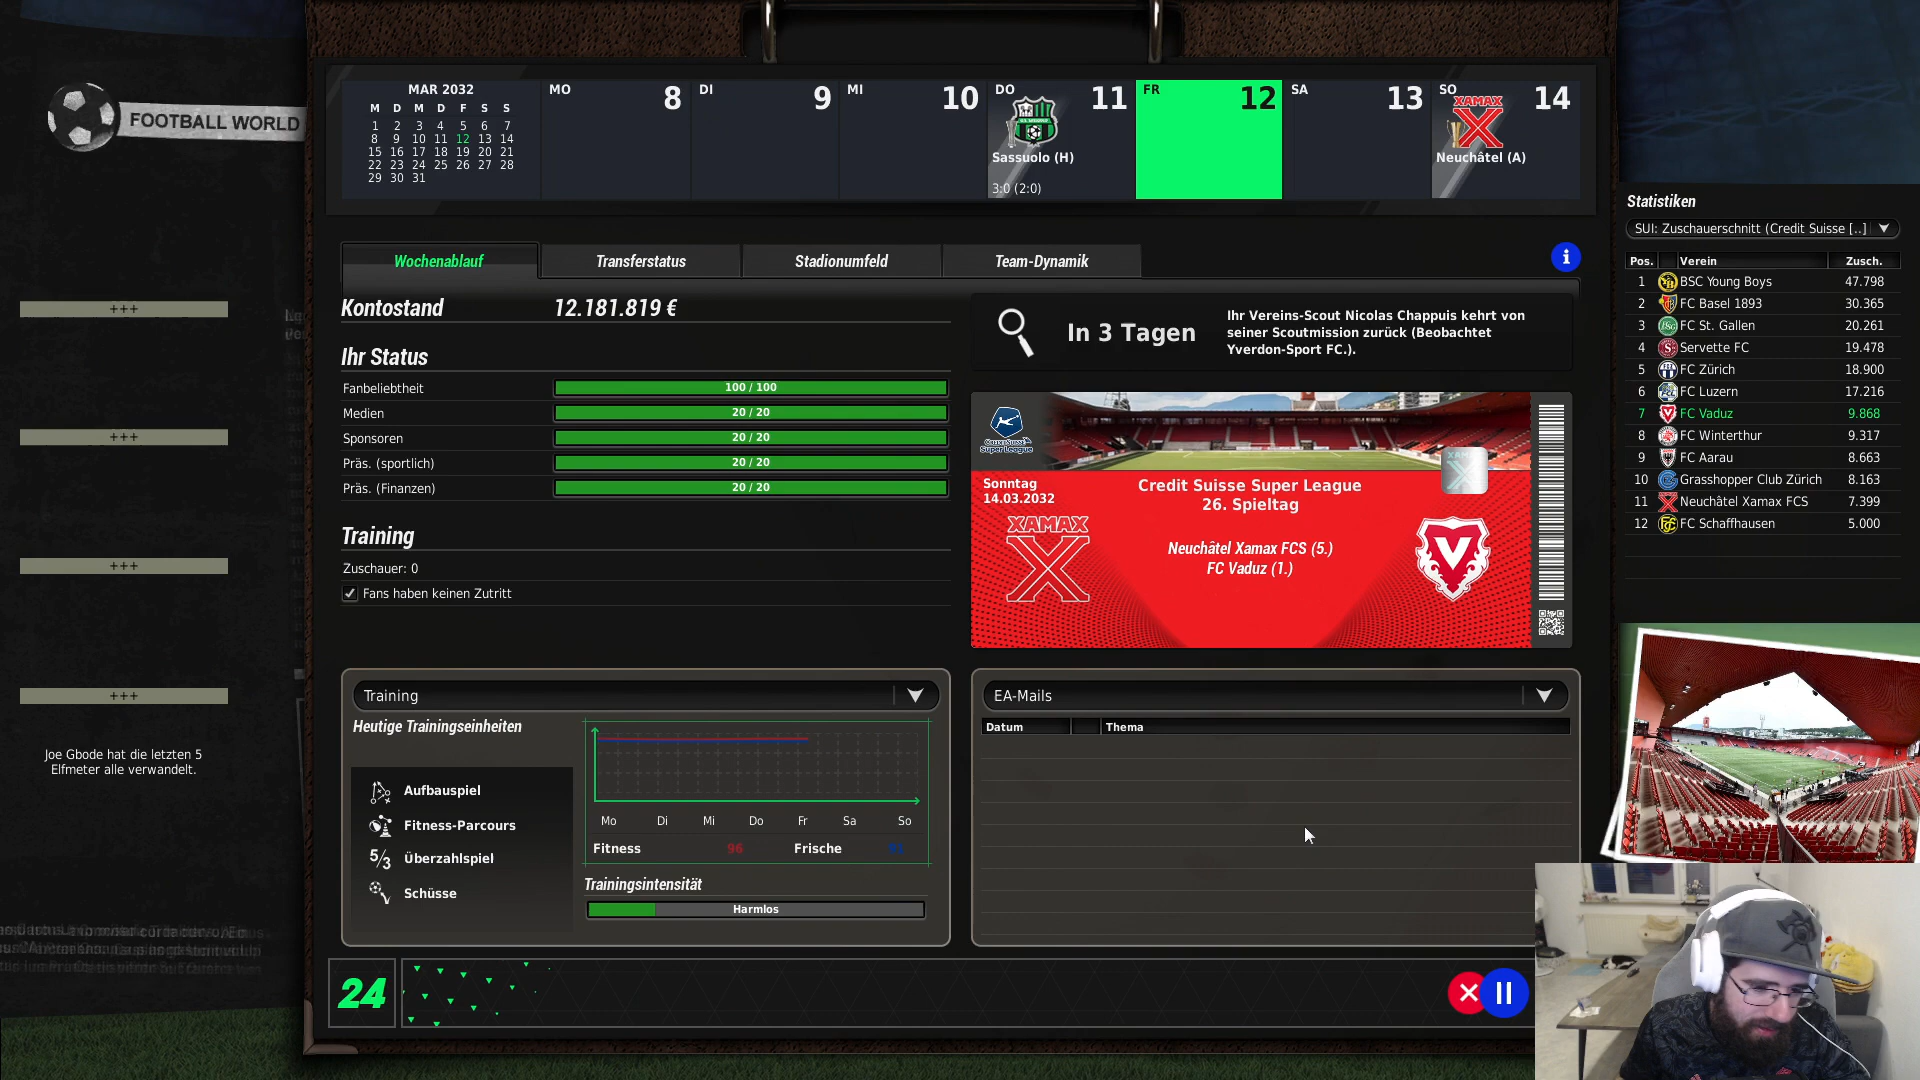 FOOTBALL WORLD
MAR 2032
M D M D F S S
1 2 3 4 5 6 7
8 9 10 11 12 13 14
15 16 17 18 19 20 21
22 23 24 25 26 27 28
29 30 31
MO 8
DI 9
MI 10
DO 11
Sassuolo (H)
3:0 (2:0)
FR 12
SA 13
SO 14
XAMAX
Neuchâtel (A)
Wochenablauf
Transferstatus
Stadionumfeld
Team-Dynamik
Kontostand 12.181.819 €
Ihr Status
Fanbeliebtheit 100 / 100
Medien 20 / 20
Sponsoren 20 / 20
Präs. (sportlich) 20 / 20
Präs. (Finanzen) 20 / 20
Training
Zuschauer: 0
Fans haben keinen Zutritt
In 3 Tagen
Ihr Vereins-Scout Nicolas Chappuis kehrt von
seiner Scoutmission zurück (Beobachtet
Yverdon-Sport FC.).
Super League
Sonntag
14.03.2032
Credit Suisse Super League
26. Spieltag
XAMAX
Neuchâtel Xamax FCS (5.)
FC Vaduz (1.)
Training
Heutige Trainingseinheiten
Aufbauspiel
Fitness-Parcours
5/3 Überzahlspiel
Schüsse
Mo Di Mi Do Fr Sa So
Fitness 96 Frische
Trainingsintensität
Harmlos
EA-Mails
Datum Thema
24
+++
+++
+++
+++
Joe Gbode hat die letzten 5
Elfmeter alle verwandelt.
Statistiken
SUI: Zuschauerschnitt (Credit Suisse [..]
Pos. Verein Zusch.
1 BSC Young Boys 47.798
2 FC Basel 1893 30.365
3 FC St. Gallen 20.261
4 Servette FC 19.478
5 FC Zürich 18.900
6 FC Luzern 17.216
7 FC Vaduz 9.868
8 FC Winterthur 9.317
9 FC Aarau 8.663
10 Grasshopper Club Zürich 8.163
11 Neuchâtel Xamax FCS 7.399
12 FC Schaffhausen 5.000